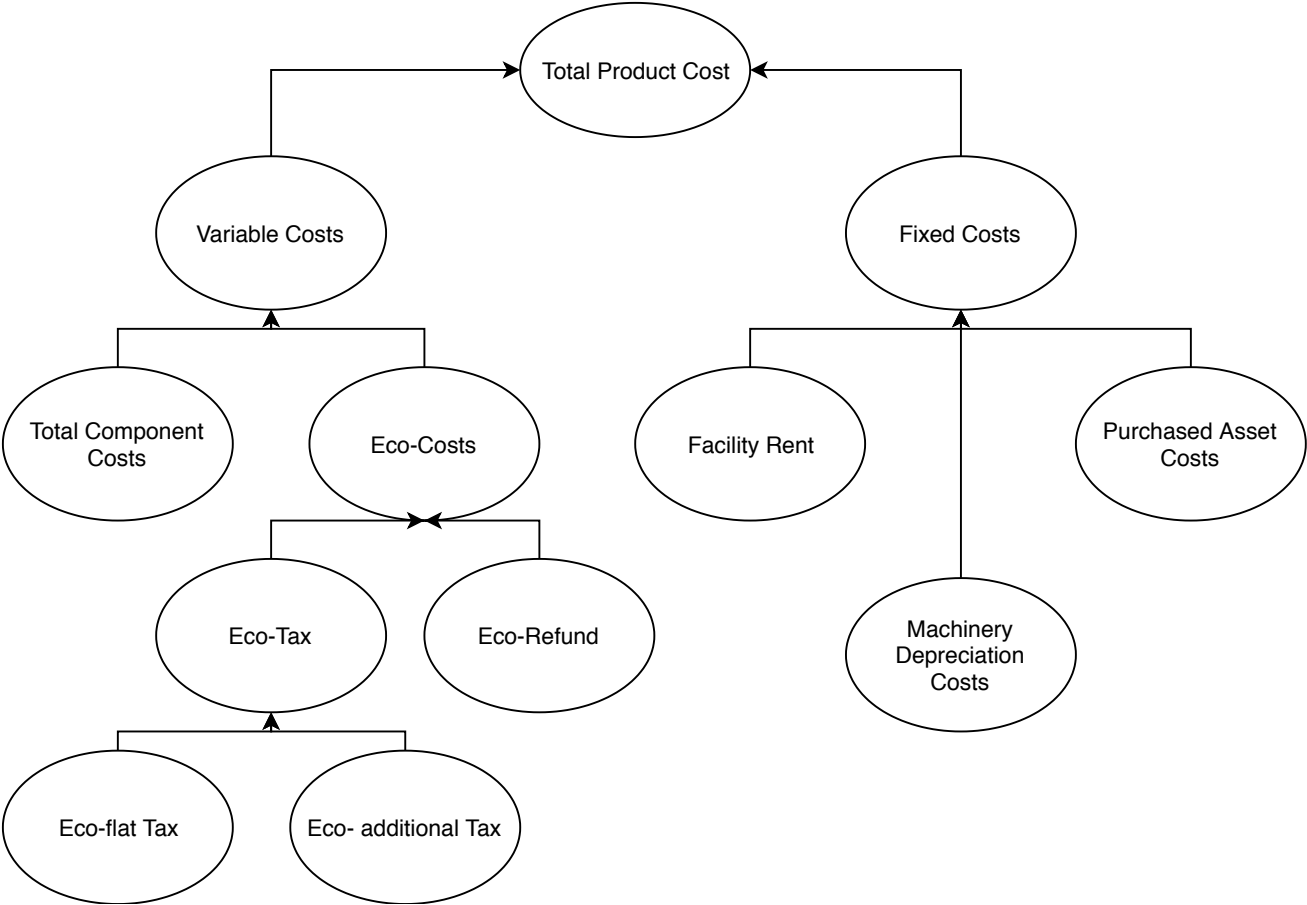 Total Product Cost
Variable Costs
Fixed Costs
Total Component
Costs
Eco-Costs
Facility Rent
Purchased Asset
Costs
Eco-Tax
Eco-Refund
Machinery
Depreciation
Costs
Eco-flat Tax
Eco- additional Tax